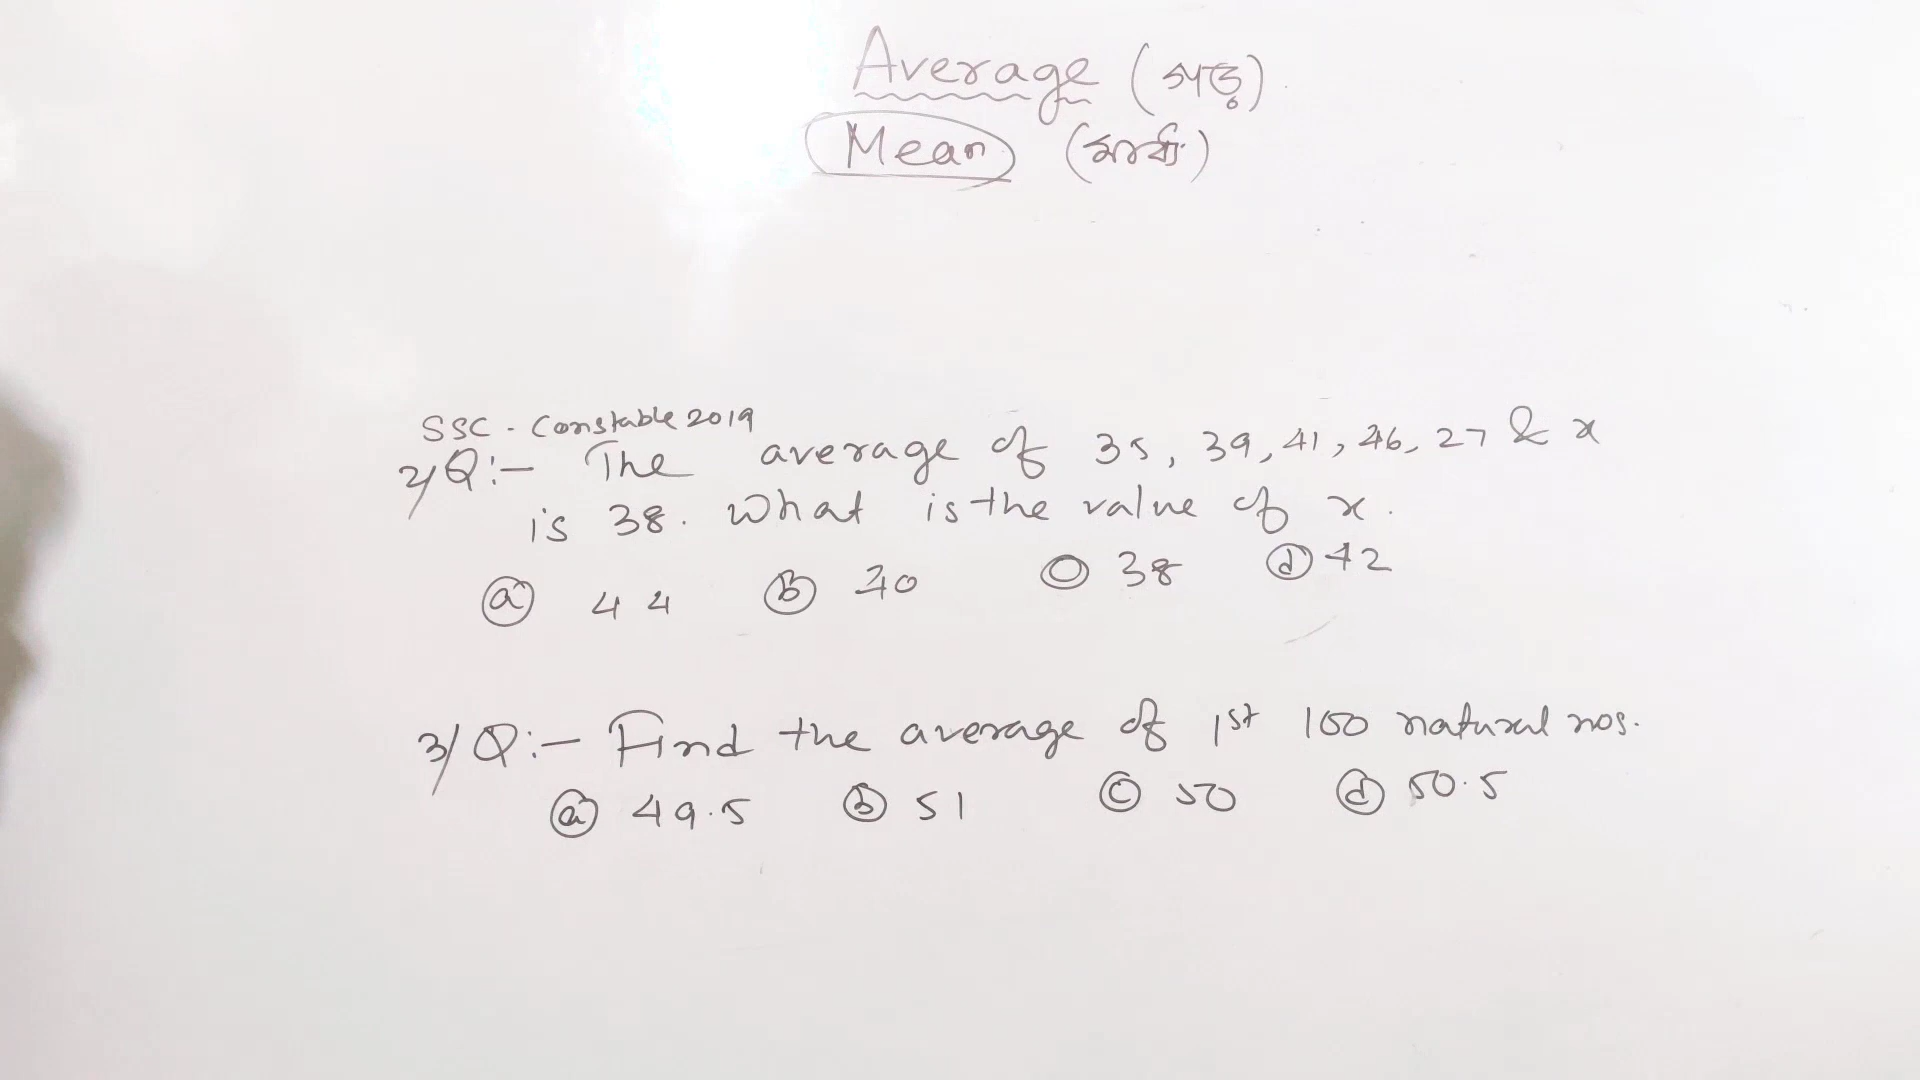 Average (গড়)
Mean (মাধ্য)
SSC - Constable 2019
2/ Q:- The average of 35, 39, 41, 46, 27 & x
is 38. What is the value of x.
(a) 44 (b) 40 (c) 38 (d) 42
3/ Q:- Find the average of 1st 100 natural nos.
(a) 49.5 (b) 51 (c) 50 (d) 50.5